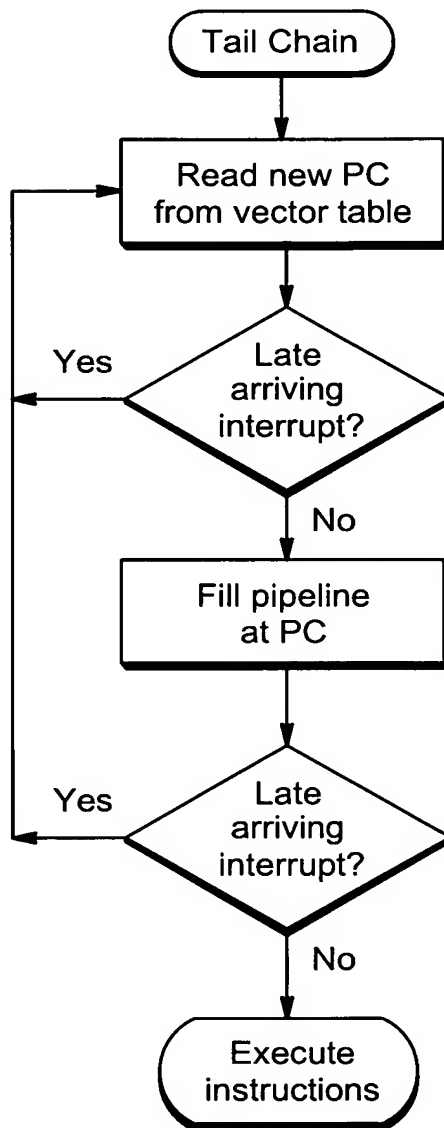 Tail Chain
Read new PC
from vector table
Yes
Late
arriving
interrupt?
No
Fill pipeline
at PC
Yes
Late
arriving
interrupt?
No
Execute
instructions